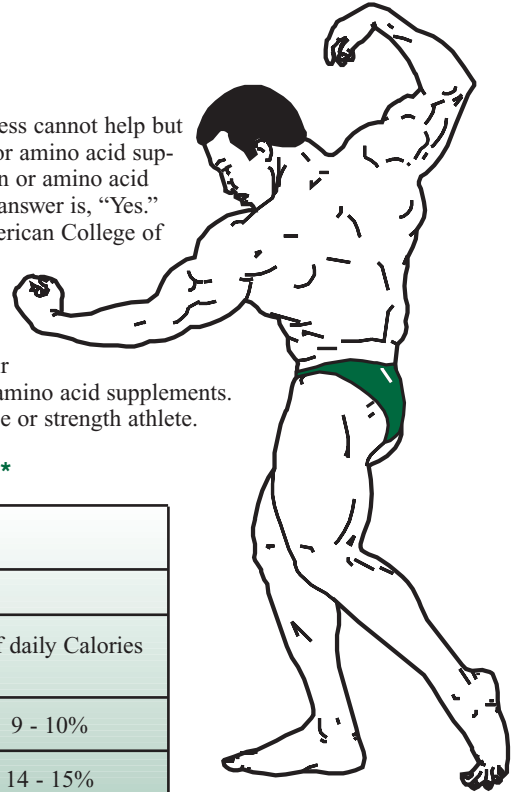 ess cannot help but
or amino acid sup-
n or amino acid
answer is, “Yes.”
erican College of
r
amino acid supplements.
e or strength athlete.
*
f daily Calories
9 - 10%
14 - 15%